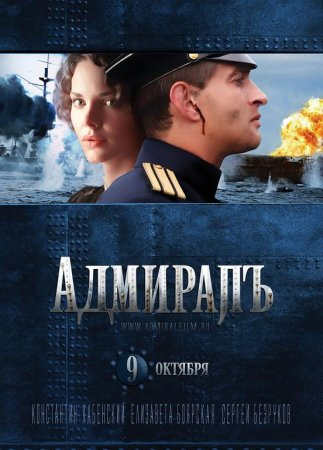 Адмиралъ
www.admiralfilm.ru
9 октября
Константин Хабенский Елизавета Боярская Сергей Безруков